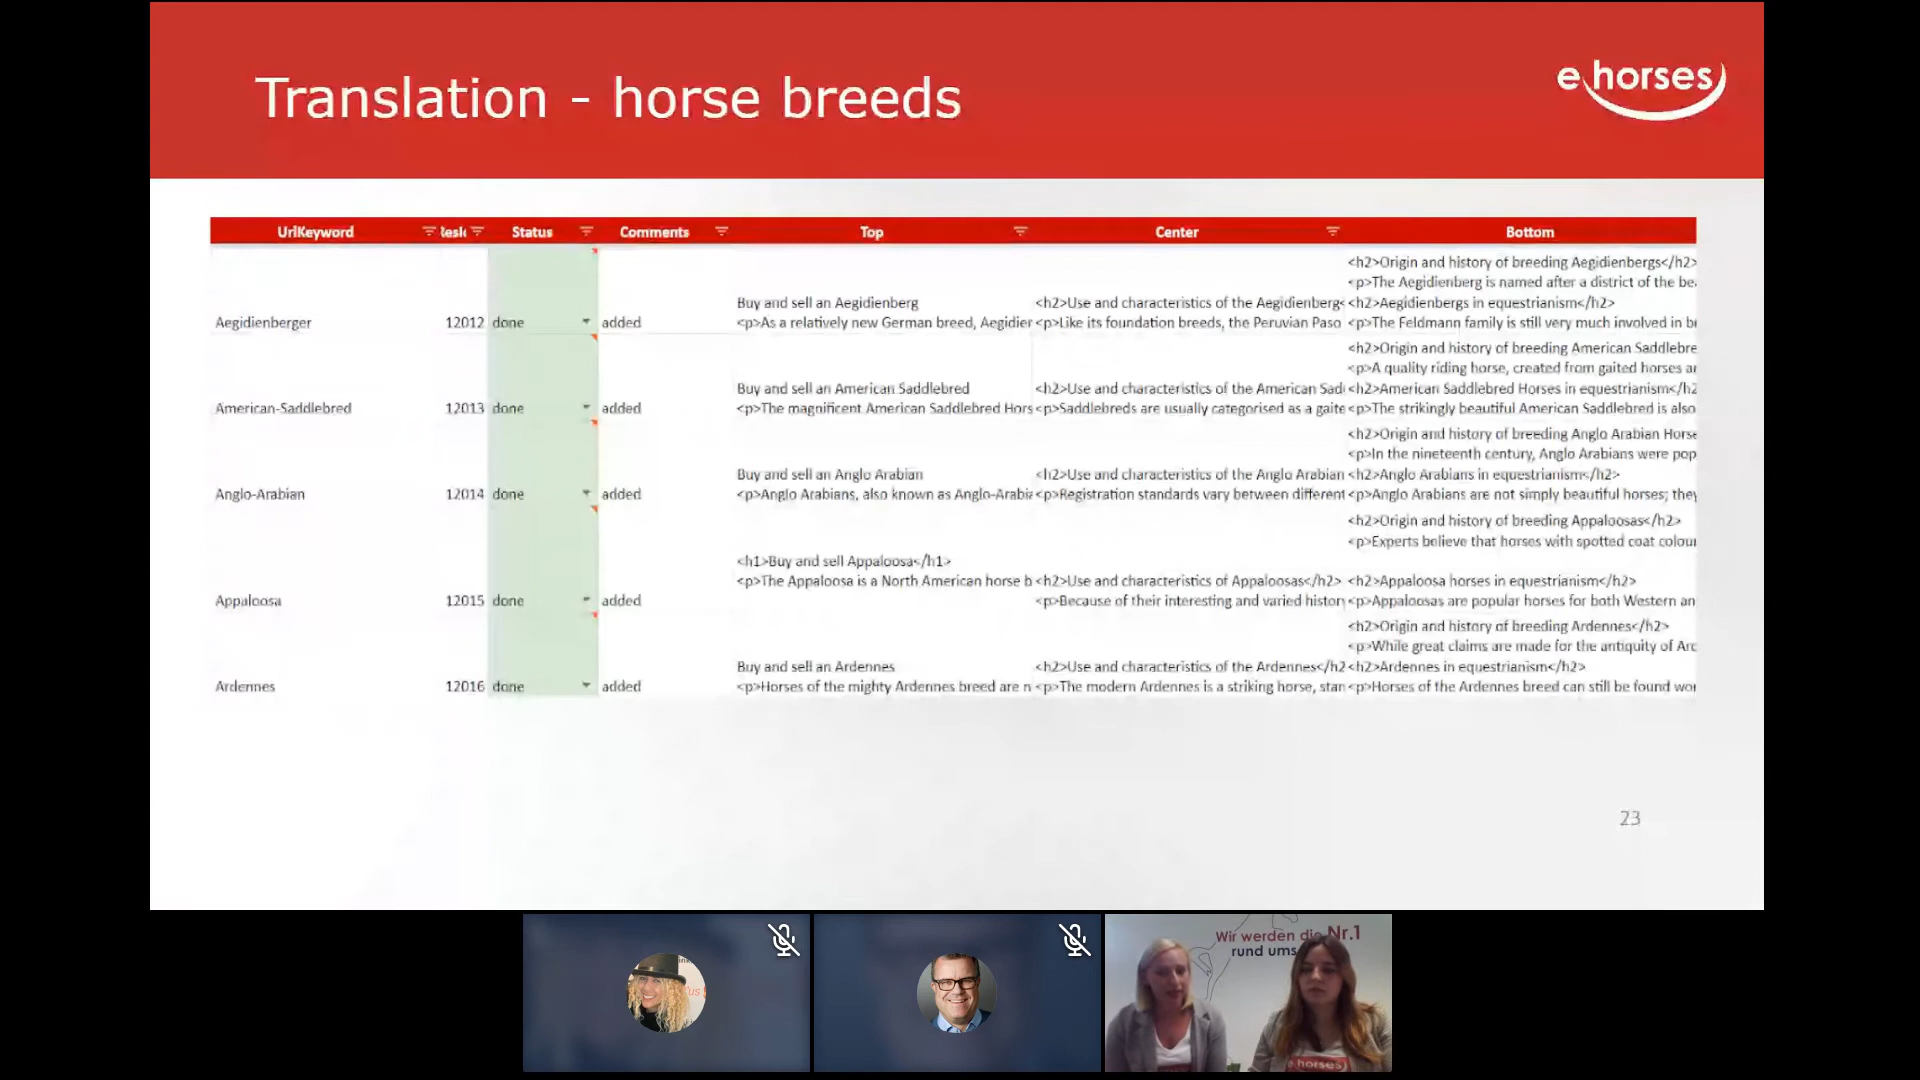 Translation - horse breeds
e horses
UrlKeyword Status Comments Top Center Bottom
<h2>Origin and history of breeding Aegidienbergs</h2>
<p>The Aegidienberg is named after a district of the
Buy and sell an Aegidienberg <h2>Use and characteristics of the Aegidienberg <h2>Aegidienbergs in equestrianism</h2>
Aegidienberger 12012 done added <p>As a relatively new German breed, <p>Like its foundation breeds, the Peruvian Paso <p>The Feldmann family is still very much involved in
<h2>Origin and history of breeding American Saddlebre
<p>A quality riding horse, created from gaited horses
Buy and sell an American Saddlebred <h2>Use and characteristics of the American <h2>American Saddlebred Horses in equestrianism</h2
American-Saddlebred 12013 done added <p>The magnificent American Saddlebred Hors <p>Saddlebreds are usually categorised as a gaite <p>The strikingly beautiful American Saddlebred is also
<h2>Origin and history of breeding Anglo Arabian Horse
<p>In the nineteenth century, Anglo Arabians were pop
Buy and sell an Anglo Arabian <h2>Use and characteristics of the Anglo Arabian <h2>Anglo Arabians in equestrianism</h2>
Anglo-Arabian 12014 done added <p>Anglo Arabians, also known as Anglo-Arabia <p>Registration standards vary between different <p>Anglo Arabians are not simply beautiful horses; they
<h2>Origin and history of breeding Appaloosas</h2>
<p>Experts believe that horses with spotted coat colour
<h1>Buy and sell Appaloosa</h1>
<p>The Appaloosa is a North American horse b <h2>Use and characteristics of Appaloosas</h2> <h2>Appaloosa horses in equestrianism</h2>
Appaloosa 12015 done added <p>Because of their interesting and varied history <p>Appaloosas are popular horses for both Western an
<h2>Origin and history of breeding Ardennes</h2>
<p>While great claims are made for the antiquity of
Buy and sell an Ardennes <h2>Use and characteristics of the Ardennes</h2 <h2>Ardennes in equestrianism</h2>
Ardennes 12016 done added <p>Horses of the mighty Ardennes breed are n <p>The modern Ardennes is a striking horse, stan <p>Horses of the Ardennes breed can still be found wor
23
Wir werden die Nr.1
rund ums
e horses